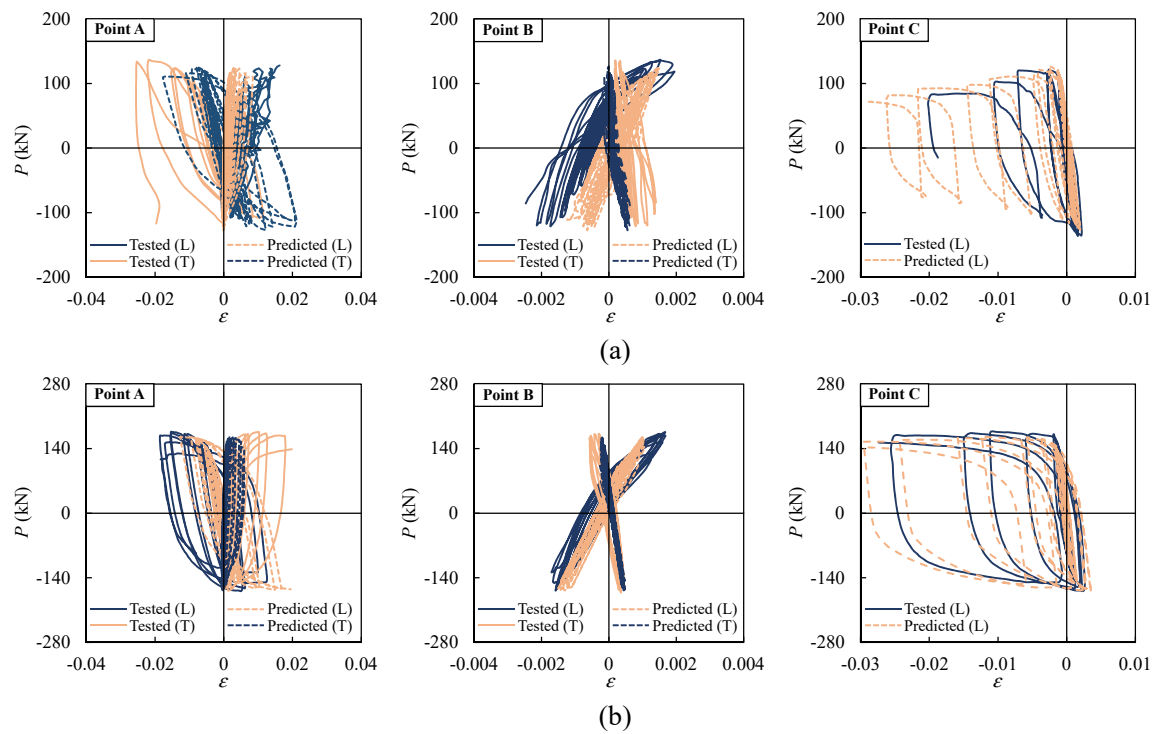 200
100
0
-100
-200
P (kN)
Point A
Tested (L)
Tested (T)
Predicted (L)
Predicted (T)
-0.04
-0.02
0
0.02
0.04
ε
200
100
0
-100
-200
P (kN)
Point B
Tested (L)
Tested (T)
Predicted (L)
Predicted (T)
-0.004
-0.002
0
0.002
0.004
ε
200
100
0
-100
-200
P (kN)
Point C
Tested (L)
Predicted (L)
-0.03
-0.02
-0.01
0
0.01
ε
(a)
280
140
0
-140
-280
P (kN)
Point A
Tested (L)
Tested (T)
Predicted (L)
Predicted (T)
-0.04
-0.02
0
0.02
0.04
ε
280
140
0
-140
-280
P (kN)
Point B
Tested (L)
Tested (T)
Predicted (L)
Predicted (T)
-0.004
-0.002
0
0.002
0.004
ε
280
140
0
-140
-280
P (kN)
Point C
Tested (L)
Predicted (L)
-0.03
-0.02
-0.01
0
0.01
ε
(b)